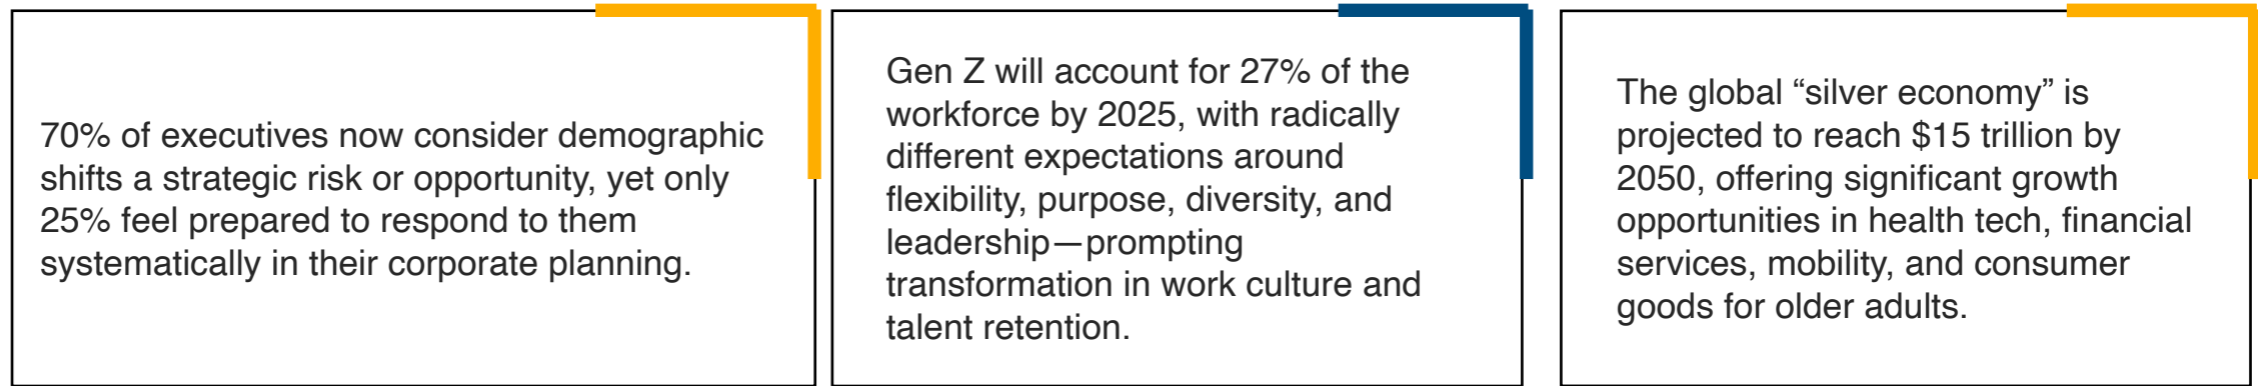 70% of executives now consider demographic
shifts a strategic risk or opportunity, yet only
25% feel prepared to respond to them
systematically in their corporate planning.
Gen Z will account for 27% of the
workforce by 2025, with radically
different expectations around
flexibility, purpose, diversity, and
leadership—prompting
transformation in work culture and
talent retention.
The global “silver economy” is
projected to reach $15 trillion by
2050, offering significant growth
opportunities in health tech, financial
services, mobility, and consumer
goods for older adults.